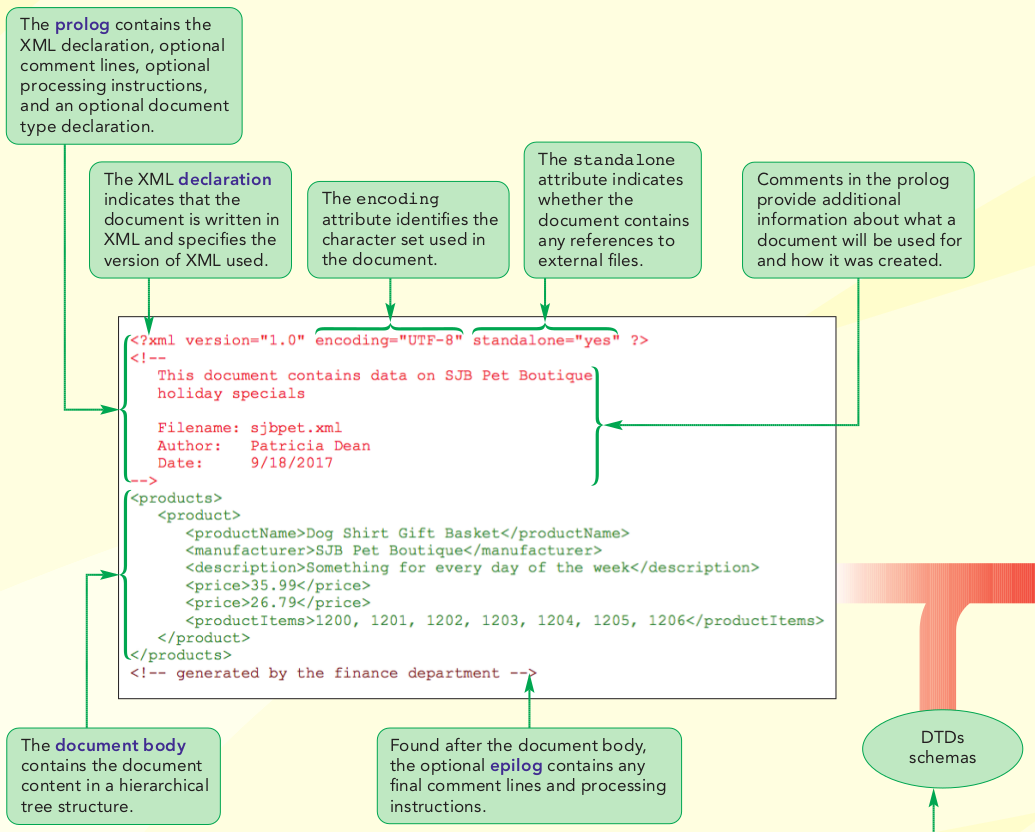 The prolog contains the
XML declaration, optional
comment lines, optional
processing instructions,
and an optional document
type declaration.
The XML declaration
indicates that the
document is written in
XML and specifies the
version of XML used.
The encoding
attribute identifies the
character set used in
the document.
The standalone
attribute indicates
whether the
document contains
any references to
external files.
Comments in the prolog
provide additional
information about what a
document will be used for
and how it was created.
<?xml version="1.0" encoding="UTF-8" standalone="yes" ?>
<!--
This document contains data on SJB Pet Boutique
holiday specials
Filename: sjbpet.xml
Author: Patricia Dean
Date: 9/18/2017
-->
<products>
<product>
<productName>Dog Shirt Gift Basket</productName>
<manufacturer>SJB Pet Boutique</manufacturer>
<description>Something for every day of the week</description>
<price>35.99</price>
<price>26.79</price>
<productItems>1200, 1201, 1202, 1203, 1204, 1205, 1206</productItems>
</product>
</products>
<!-- generated by the finance department -->
The document body
contains the document
content in a hierarchical
tree structure.
Found after the document body,
the optional epilog contains any
final comment lines and processing
instructions.
DTDs
schemas